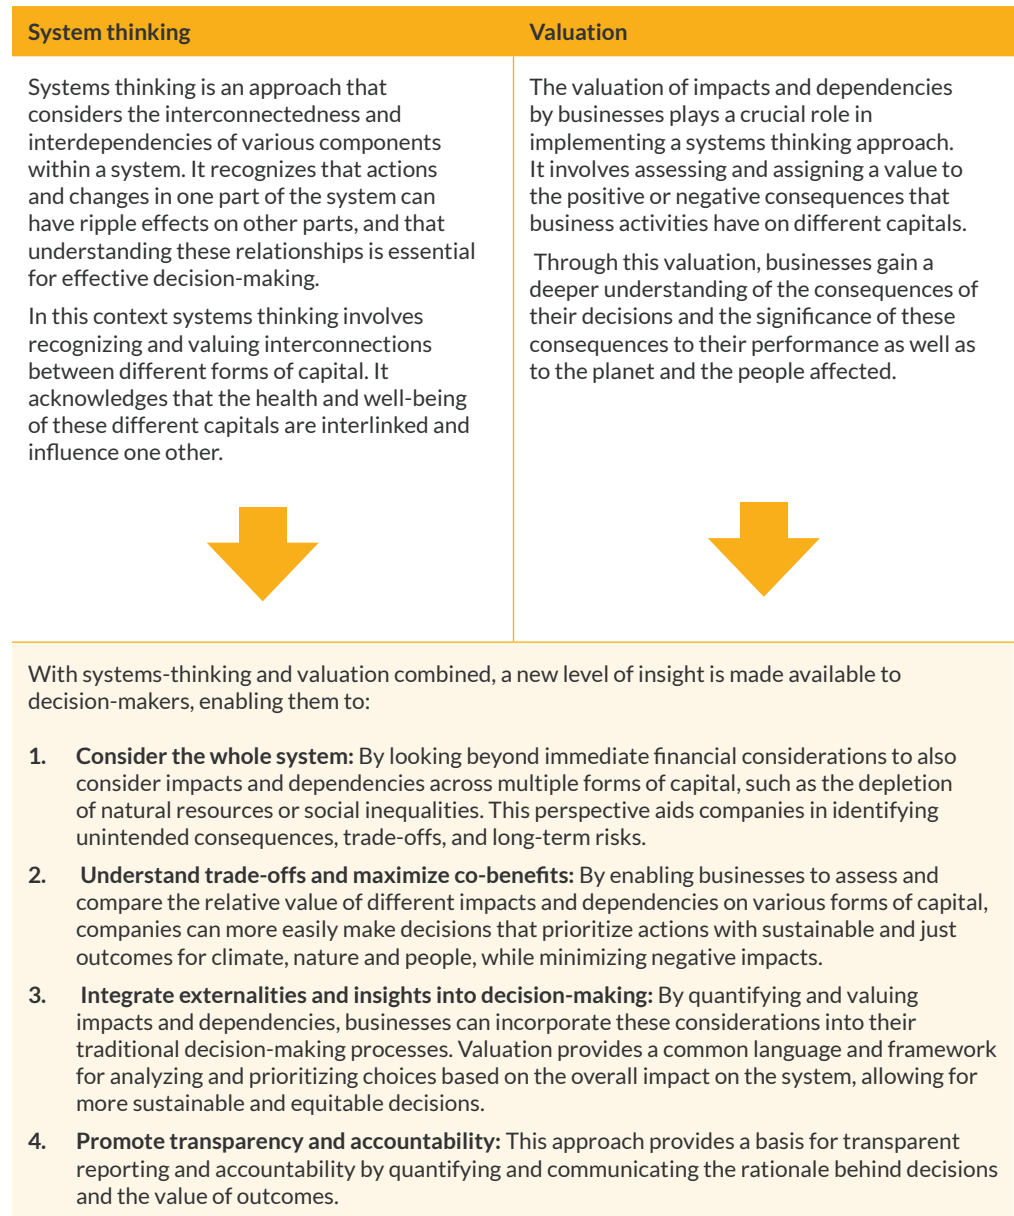 System thinking
Valuation
Systems thinking is an approach that
considers the interconnectedness and
interdependencies of various components
within a system. It recognizes that actions
and changes in one part of the system can
have ripple effects on other parts, and that
understanding these relationships is essential
for effective decision-making.
In this context systems thinking involves
recognizing and valuing interconnections
between different forms of capital. It
acknowledges that the health and well-being
of these different capitals are interlinked and
influence one other.
The valuation of impacts and dependencies
by businesses plays a crucial role in
implementing a systems thinking approach.
It involves assessing and assigning a value to
the positive or negative consequences that
business activities have on different capitals.
Through this valuation, businesses gain a
deeper understanding of the consequences of
their decisions and the significance of these
consequences to their performance as well as
to the planet and the people affected.
With systems-thinking and valuation combined, a new level of insight is made available to
decision-makers, enabling them to:
1. Consider the whole system: By looking beyond immediate financial considerations to also
consider impacts and dependencies across multiple forms of capital, such as the depletion
of natural resources or social inequalities. This perspective aids companies in identifying
unintended consequences, trade-offs, and long-term risks.
2. Understand trade-offs and maximize co-benefits: By enabling businesses to assess and
compare the relative value of different impacts and dependencies on various forms of capital,
companies can more easily make decisions that prioritize actions with sustainable and just
outcomes for climate, nature and people, while minimizing negative impacts.
3. Integrate externalities and insights into decision-making: By quantifying and valuing
impacts and dependencies, businesses can incorporate these considerations into their
traditional decision-making processes. Valuation provides a common language and framework
for analyzing and prioritizing choices based on the overall impact on the system, allowing for
more sustainable and equitable decisions.
4. Promote transparency and accountability: This approach provides a basis for transparent
reporting and accountability by quantifying and communicating the rationale behind decisions
and the value of outcomes.